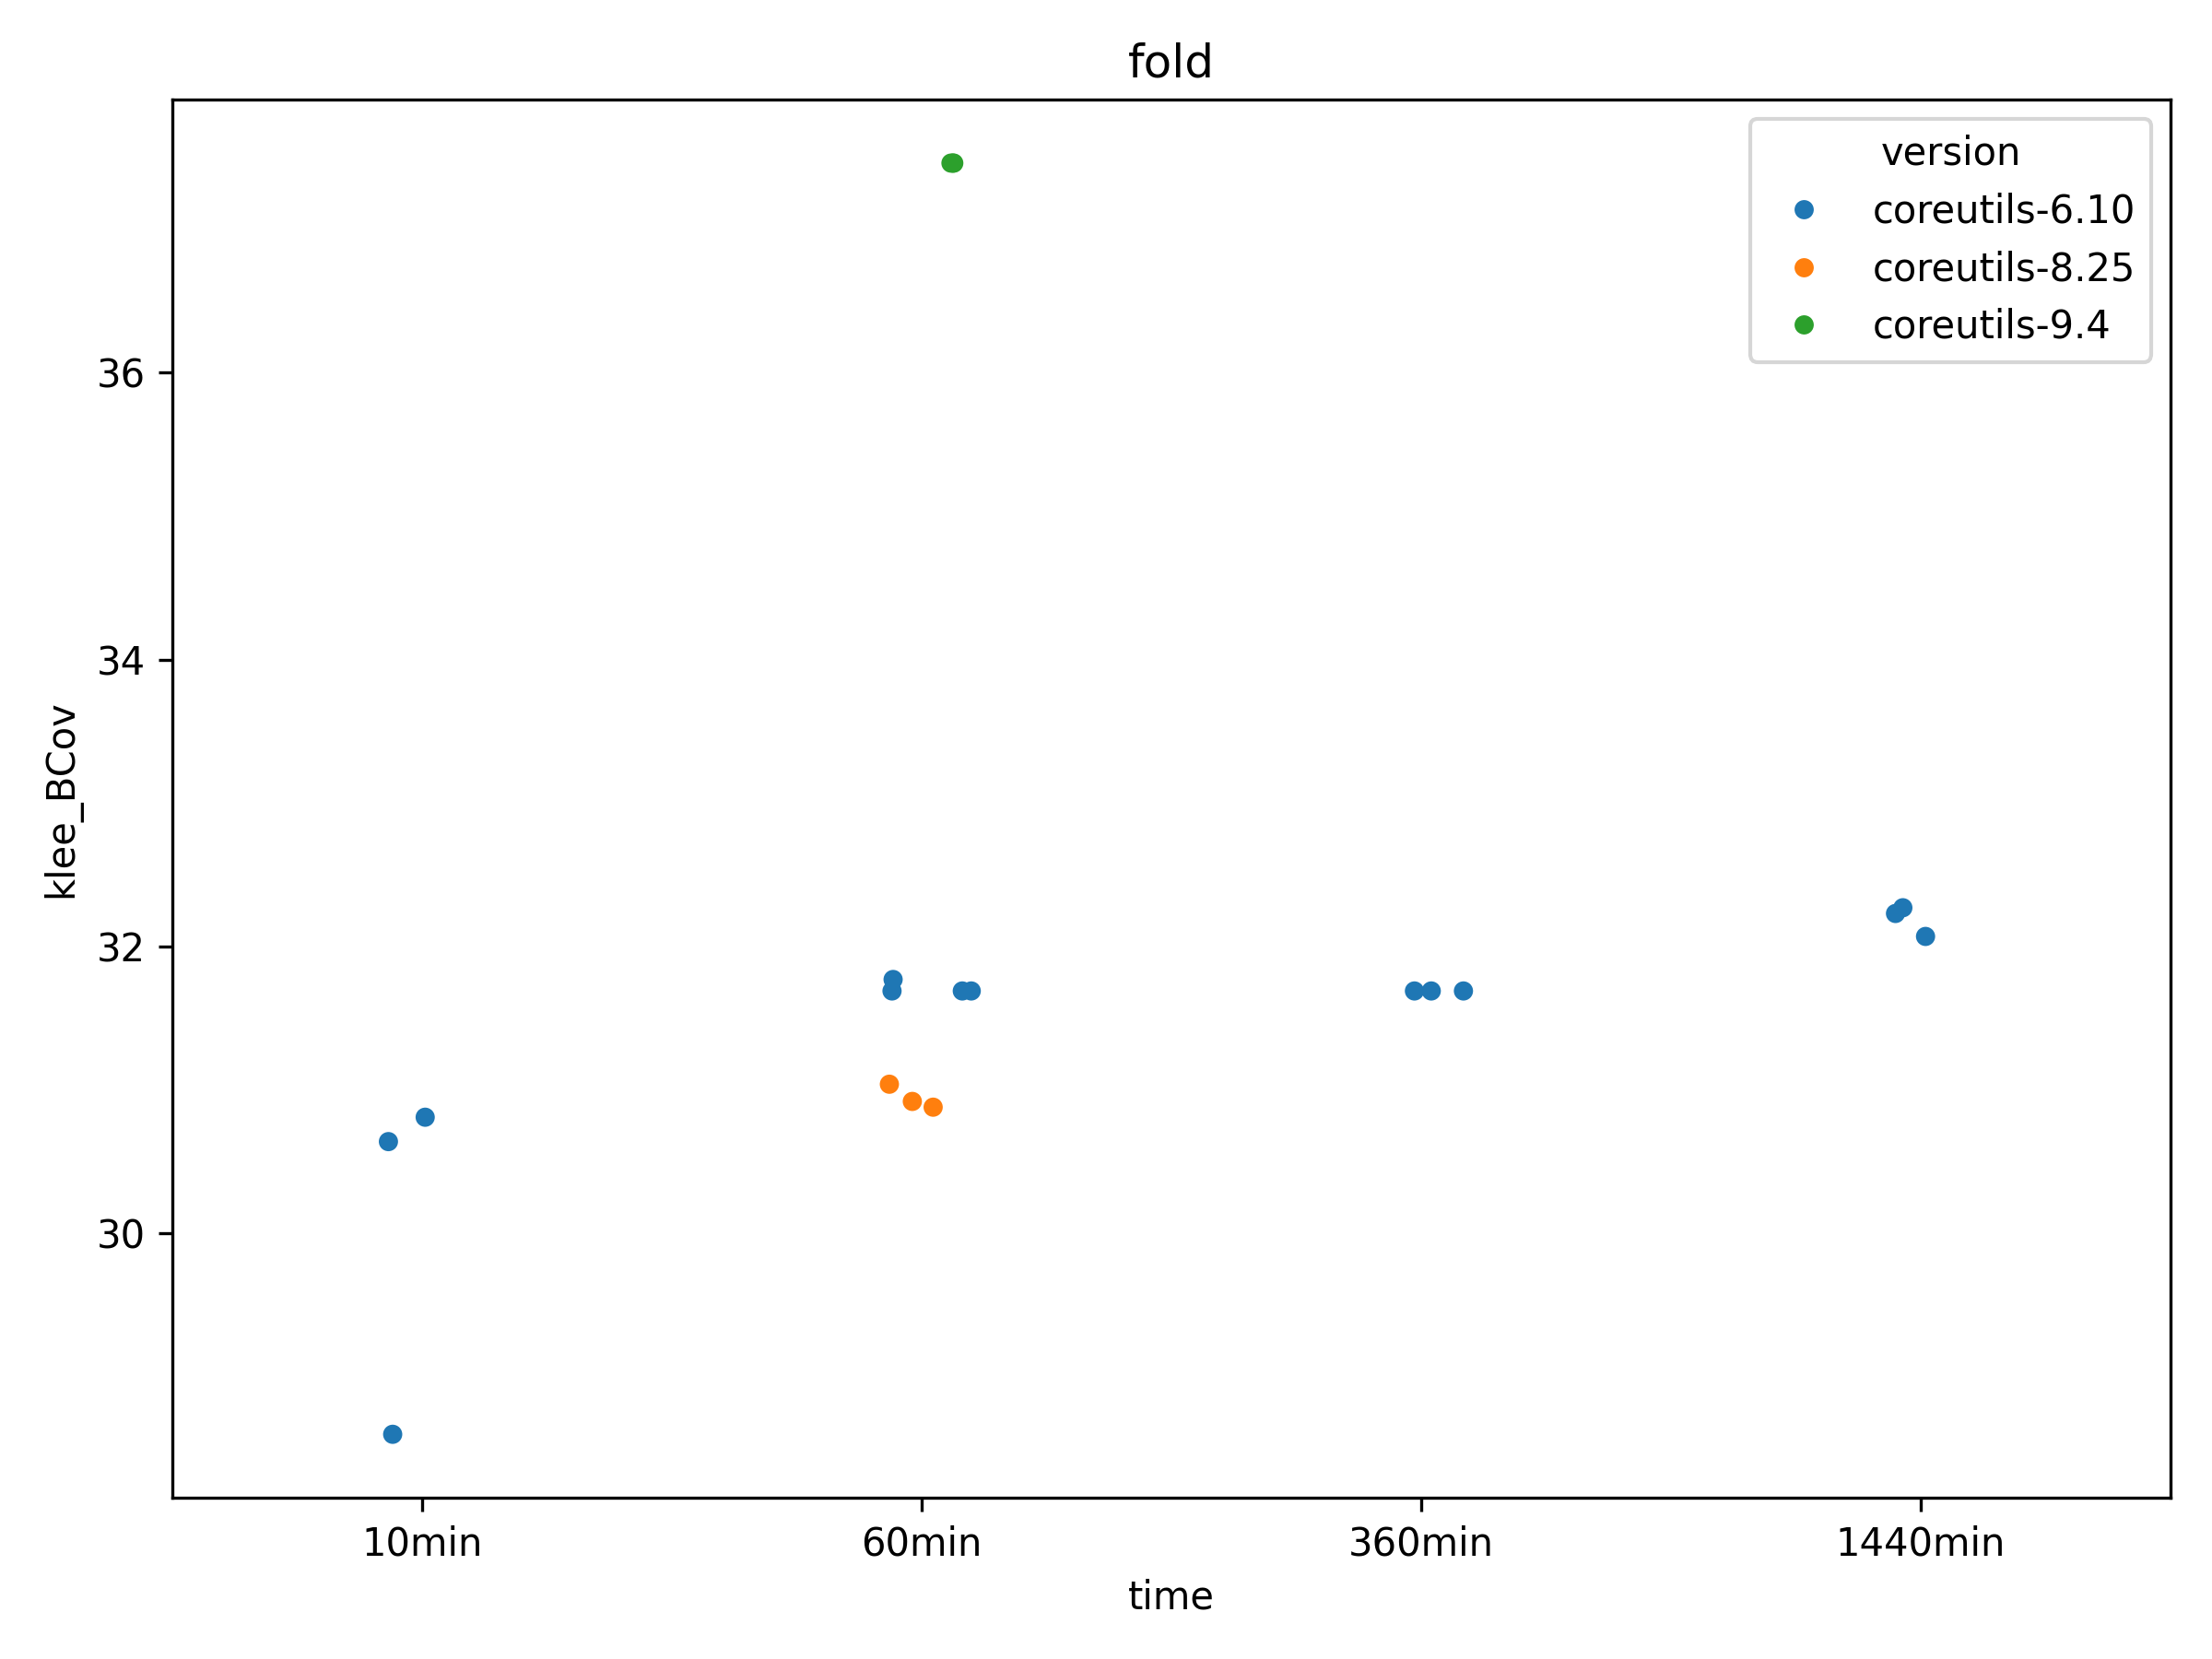 fold
version
coreutils-6.10
coreutils-8.25
coreutils-9.4
klee_BCov
36
34
32
30
10min
60min
360min
1440min
time